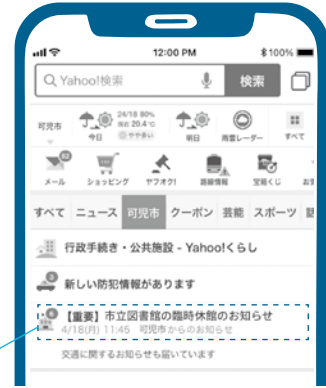 12:00 PM
100%
Yahoo!検索
検索
可児市
24/18 80%
現在 20.4℃
やや多い
今日
明日
雨雲レーダー
すべて
62
メール
ショッピング
ヤフオク!
路線情報
宝箱くじ
すべて ニュース 可児市 クーポン 芸能 スポーツ
行政手続き・公共施設 - Yahoo!くらし
新しい防犯情報があります
【重要】市立図書館の臨時休館のお知らせ
4/18(月) 11:45 可児市からのお知らせ
交通に関するお知らせも届いています